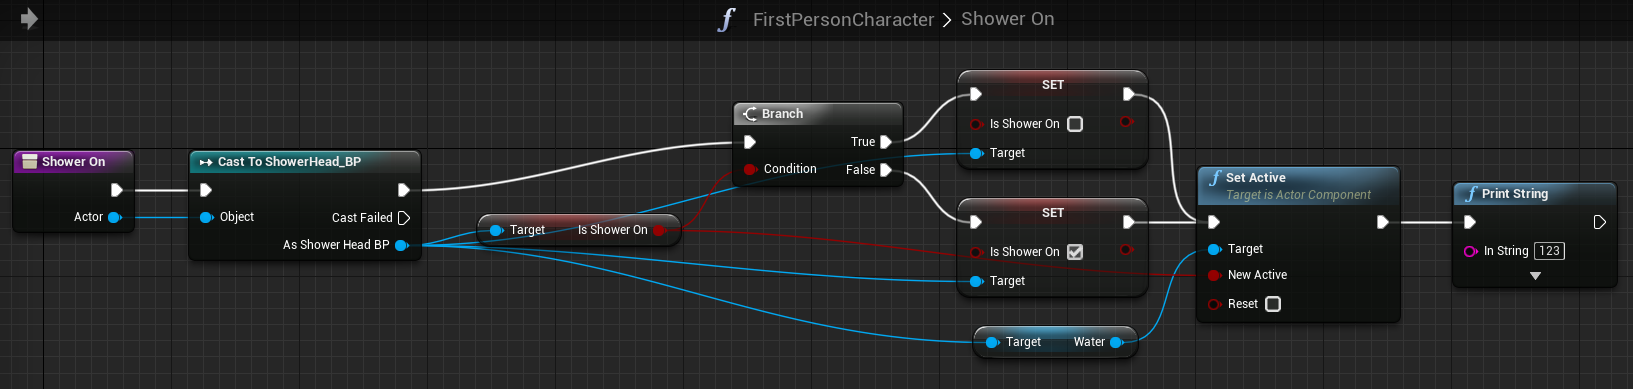 FirstPersonCharacter > Shower On
Shower On
Actor
Cast To ShowerHead_BP
Object
Cast Failed
As Shower Head BP
Target Is Shower On
Branch
True
Condition
False
SET
Is Shower On
Target
SET
Is Shower On
Target
Target Water
Set Active
Target is Actor Component
Target
New Active
Reset
Print String
In String 123